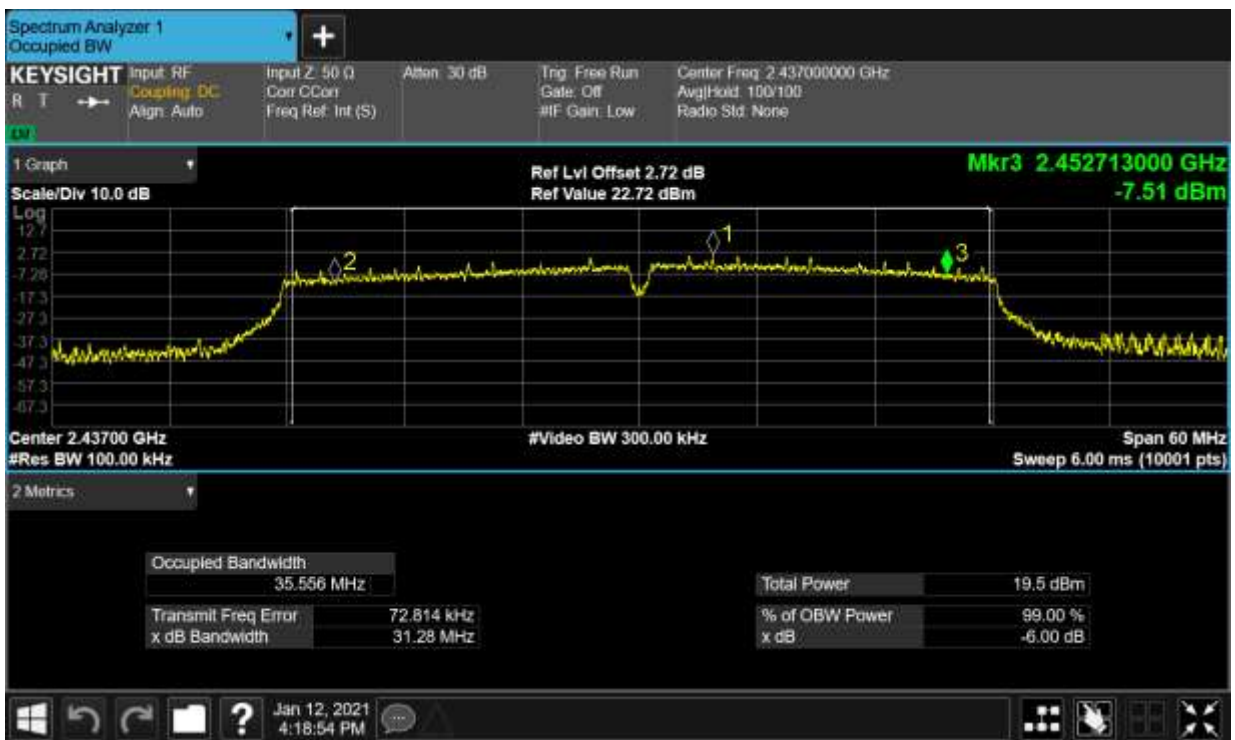 Spectrum Analyzer 1
Occupied BW
+
KEYSIGHT
R T
Input: RF
Coupling: DC
Align: Auto
Input Z: 50 Ω
Corr CCorr
Freq Ref: Int (S)
Atten: 30 dB
Trig: Free Run
Gate: Off
#IF Gain: Low
Center Freq: 2.437000000 GHz
Avg|Hold: 100/100
Radio Std: None
1 Graph
Scale/Div 10.0 dB
Ref Lvl Offset 2.72 dB
Ref Value 22.72 dBm
Mkr3 2.452713000 GHz
-7.51 dBm
Log
12.7
2.72
-7.28
-17.3
-27.3
-37.3
-47.3
-57.3
-67.3
1
2
3
Center 2.43700 GHz
#Res BW 100.00 kHz
#Video BW 300.00 kHz
Span 60 MHz
Sweep 6.00 ms (10001 pts)
2 Metrics
Occupied Bandwidth
35.556 MHz
Transmit Freq Error 72.814 kHz
x dB Bandwidth 31.28 MHz
Total Power 19.5 dBm
% of OBW Power 99.00 %
x dB -6.00 dB
?
Jan 12, 2021
4:18:54 PM